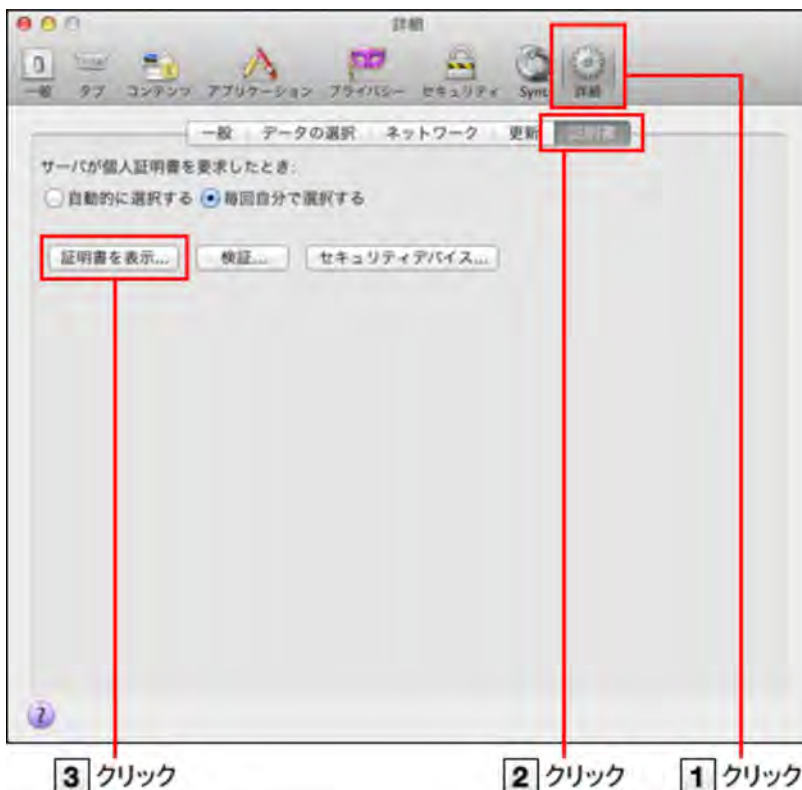 詳細
一般 タブ コンテンツ アプリケーション プライバシー セキュリティ Sync 詳細
一般 データの選択 ネットワーク 更新 証明書
サーバが個人証明書を要求したとき:
自動的に選択する 毎回自分で選択する
証明書を表示... 検証... セキュリティデバイス...
?
3 クリック 2 クリック 1 クリック